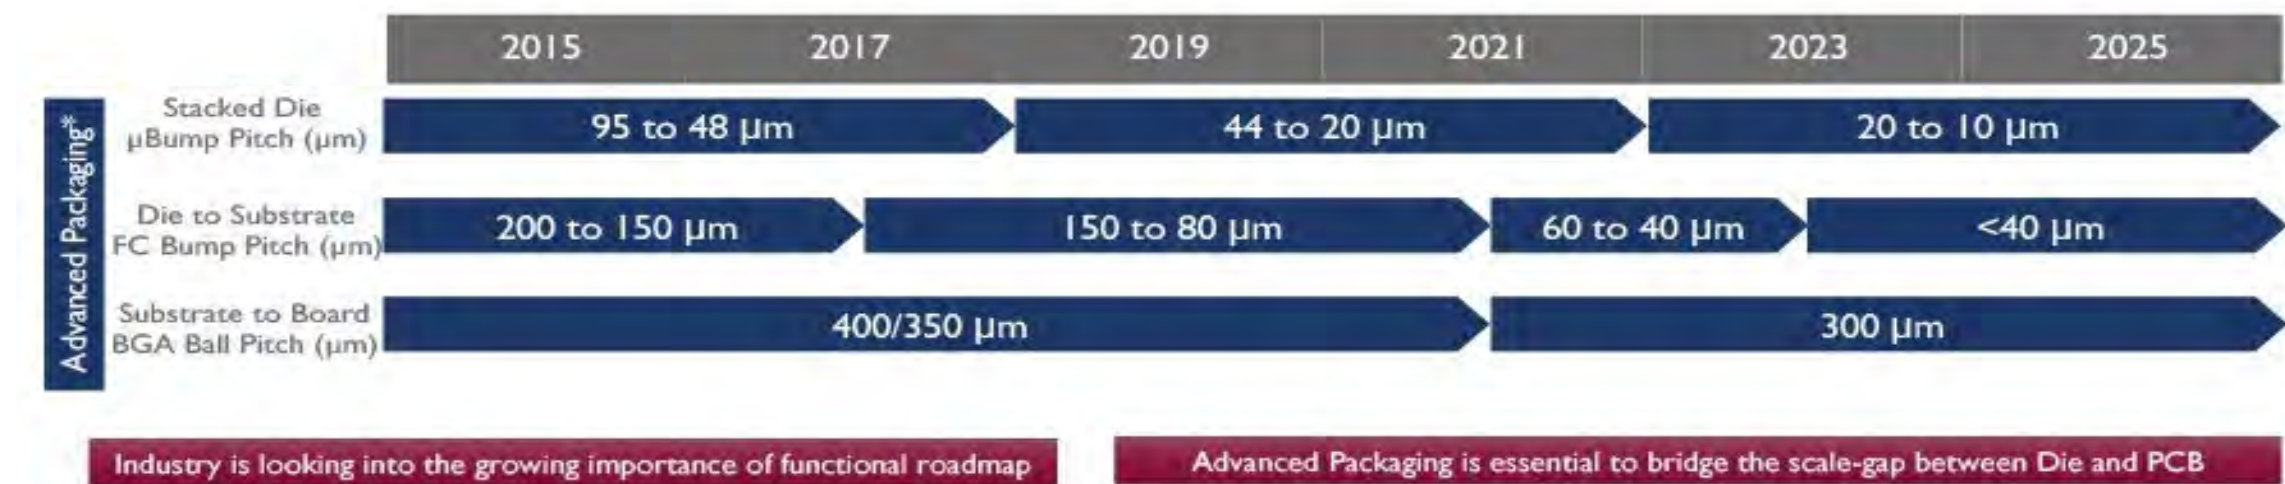 2015 2017 2019 2021 2023 2025
Advanced Packaging*
Stacked Die
µBump Pitch (µm)
95 to 48 µm 44 to 20 µm 20 to 10 µm
Die to Substrate
FC Bump Pitch (µm)
200 to 150 µm 150 to 80 µm 60 to 40 µm <40 µm
Substrate to Board
BGA Ball Pitch (µm)
400/350 µm 300 µm
Industry is looking into the growing importance of functional roadmap
Advanced Packaging is essential to bridge the scale-gap between Die and PCB